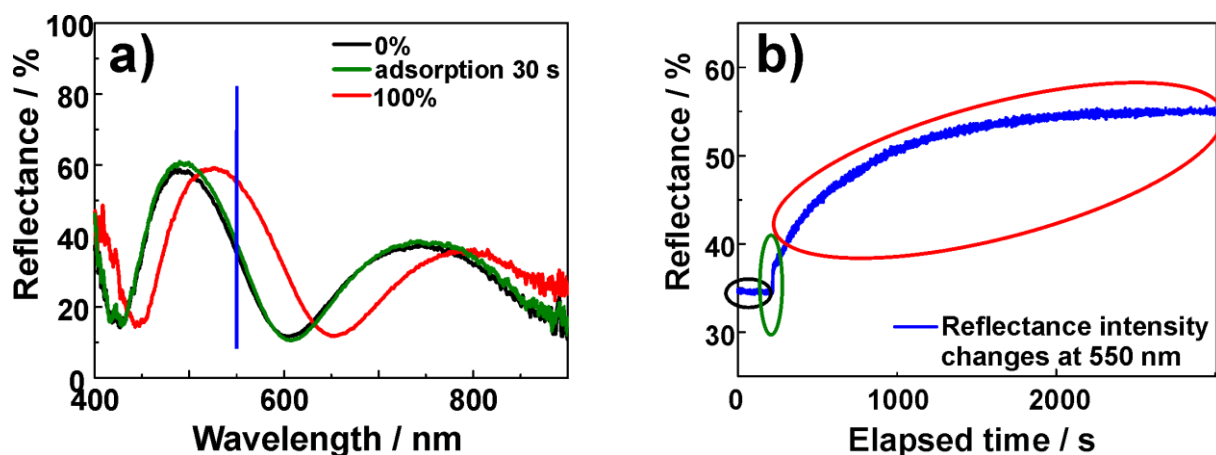 a)
0%
adsorption 30 s
100%
Reflectance / %
100
80
60
40
20
0
400
600
800
Wavelength / nm
b)
Reflectance / %
60
50
40
30
Reflectance intensity
changes at 550 nm
0
1000
2000
Elapsed time / s